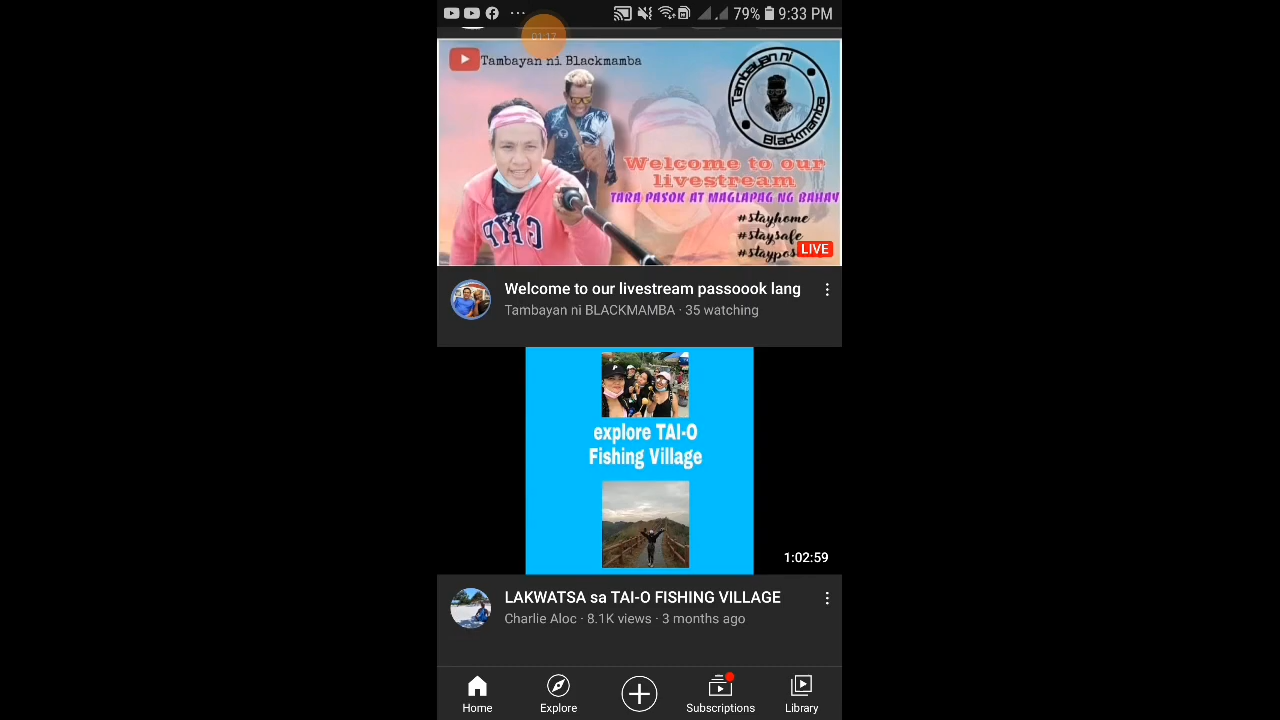 79% 9:33 PM
01:17
Tambayan ni Blackmamba
Tambayan ni
Blackmamba
Welcome to our
livestream
TARA PASOK AT MAGLAPAG NG BAHAY
#stayhome
#staysafe
#staypos
LIVE
Welcome to our livestream passoook lang
Tambayan ni BLACKMAMBA · 35 watching
explore TAI-O
Fishing Village
1:02:59
LAKWATSA sa TAI-O FISHING VILLAGE
Charlie Aloc · 8.1K views · 3 months ago
Home
Explore
Subscriptions
Library